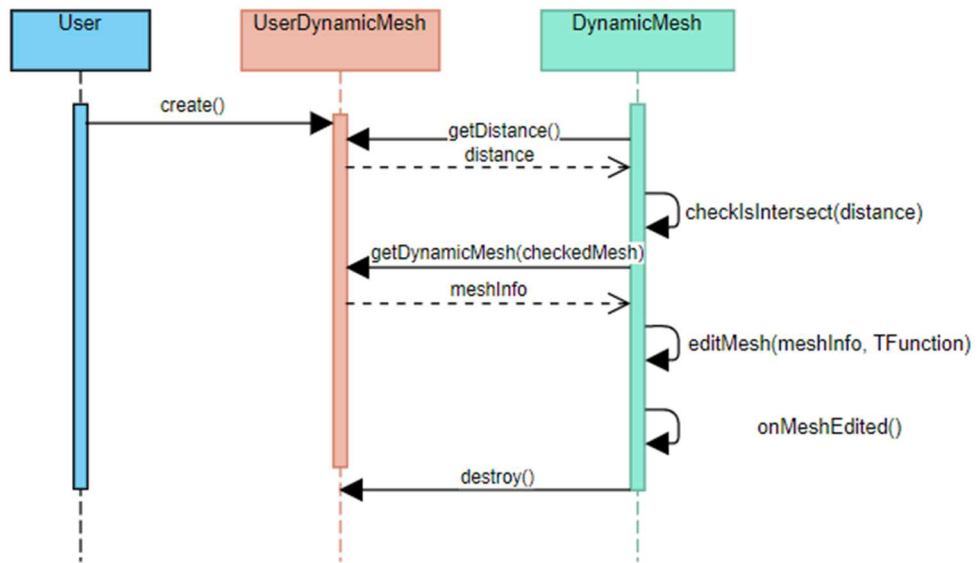 User
UserDynamicMesh
DynamicMesh
create()
getDistance()
distance
checkIsIntersect(distance)
getDynamicMesh(checkedMesh)
meshInfo
editMesh(meshInfo, TFunction)
onMeshEdited()
destroy()